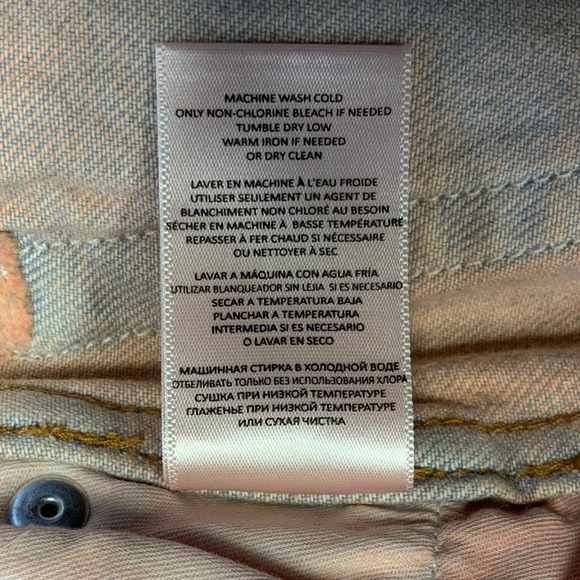 MACHINE WASH COLD
ONLY NON-CHLORINE BLEACH IF NEEDED
TUMBLE DRY LOW
WARM IRON IF NEEDED
OR DRY CLEAN
LAVER EN MACHINE À L'EAU FROIDE
UTILISER SEULEMENT UN AGENT DE
BLANCHIMENT NON CHLORÉ AU BESOIN
SÉCHER EN MACHINE À BASSE TEMPÉRATURE
REPASSER À FER CHAUD SI NÉCESSAIRE
OU NETTOYER À SEC
LAVAR A MÁQUINA CON AGUA FRÍA
UTILIZAR BLANQUEADOR SIN LEJIA SI ES NECESARIO
SECAR A TEMPERATURA BAJA
PLANCHAR A TEMPERATURA
INTERMEDIA SI ES NECESARIO
O LAVAR EN SECO
МАШИННАЯ СТИРКА В ХОЛОДНОЙ ВОДЕ
ОТБЕЛИВАТЬ ТОЛЬКО БЕЗ ИСПОЛЬЗОВАНИЯ ХЛОРА
СУШКА ПРИ НИЗКОЙ ТЕМПЕРАТУРЕ
ГЛАЖЕНЬЕ ПРИ НИЗКОЙ ТЕМПЕРАТУРЕ
ИЛИ СУХАЯ ЧИСТКА